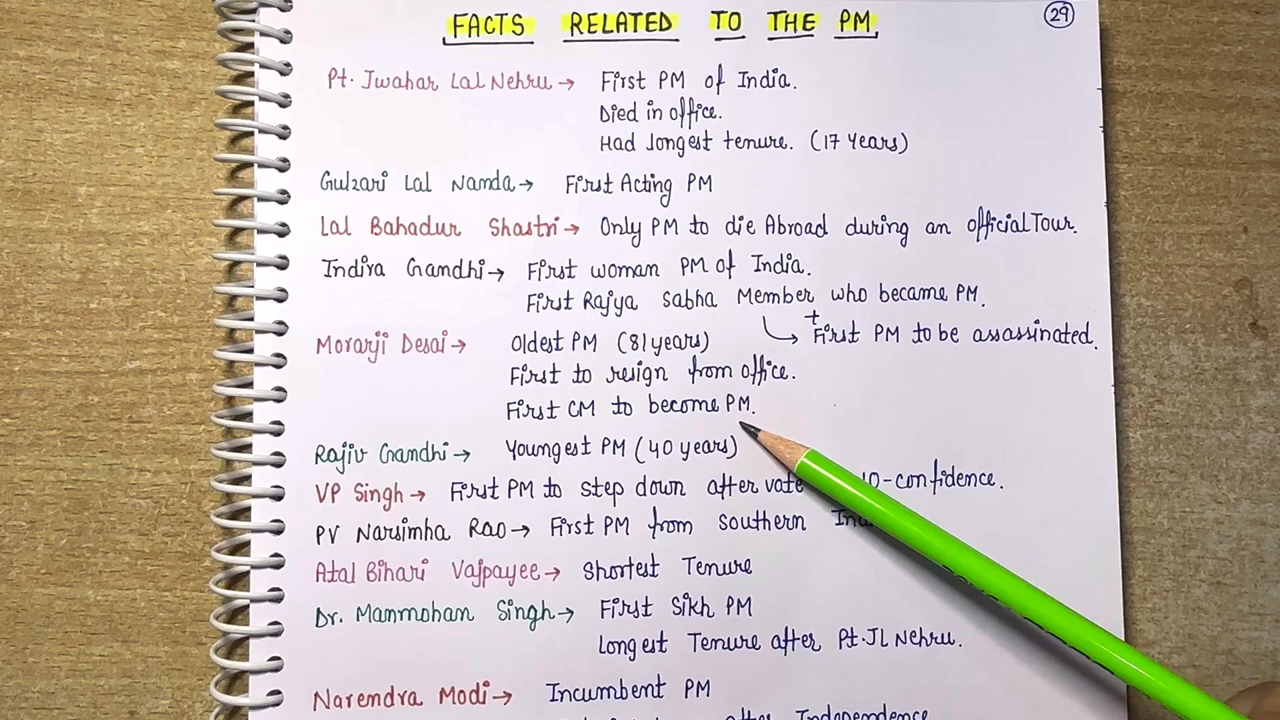 FACTS RELATED TO THE PM
29
Pt. Jwahar Lal Nehru → First PM of India.
Died in office.
Had longest tenure. (17 Years)
Gulzari Lal Nanda → First Acting PM
Lal Bahadur Shastri → Only PM to die Abroad during an official Tour.
Indira Gandhi → First woman PM of India.
First Rajya Sabha Member who became PM.
+ First PM to be assassinated.
Morarji Desai → Oldest PM (81 years)
First to resign from office.
First CM to become PM.
Rajiv Gandhi → Youngest PM (40 years)
VP Singh → First PM to step down after vote -confidence.
PV Narsimha Rao → First PM from southern
Atal Bihari Vajpayee → Shortest Tenure
Dr. Manmohan Singh → First Sikh PM
Longest Tenure after Pt. JL Nehru.
Narendra Modi → Incumbent PM
after Independence